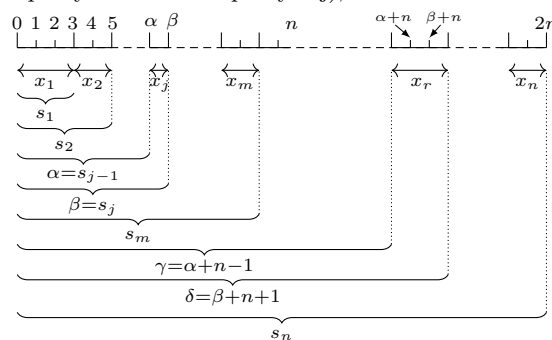 0 1 2 3 4 5 α β n α+n β+n
x₁ x₂ xⱼ xₘ xᵣ xₙ
s₁
s₂
α=sⱼ₋₁
β=sⱼ
sₘ
γ=α+n−1
δ=β+n+1
sₙ